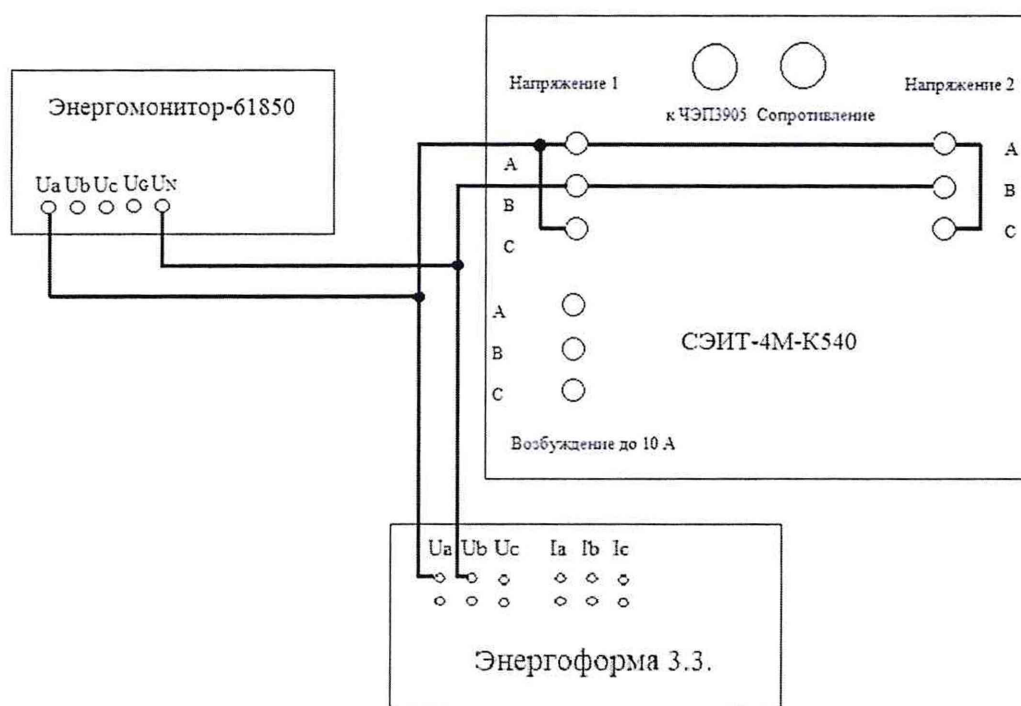 Энергомонитор-61850
Ua Ub Uc UG UN
Напряжение 1
Напряжение 2
к ЧЭПЗ905 Сопротивление
A
B
C
A
B
C
A
B
C
СЭИТ-4М-К540
Возбуждение до 10 А
Ua Ub Uc Ia Ib Ic
Энергоформа 3.3.